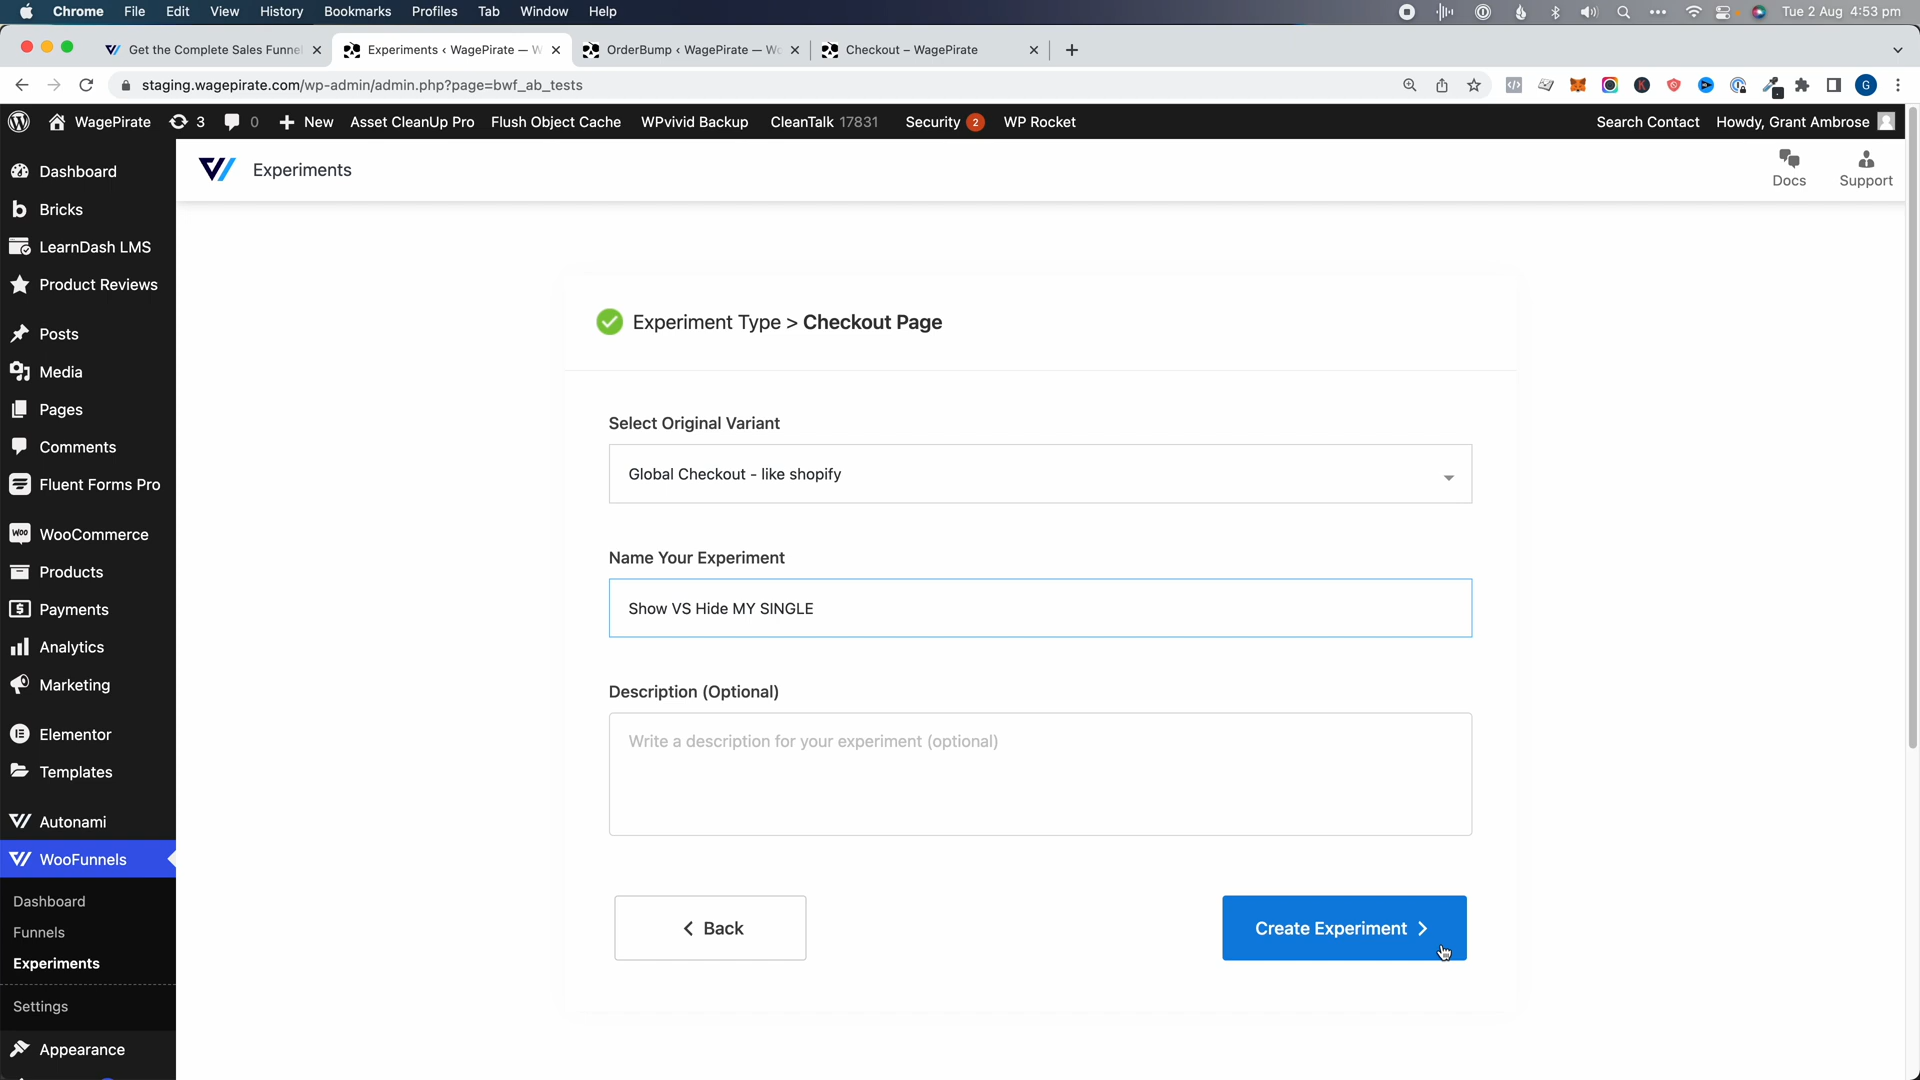 Chrome File Edit View History Bookmarks Profiles Tab Window Help
Tue 2 Aug 4:53 pm
Get the Complete Sales Funnel
Experiments ‹ WagePirate — W
OrderBump ‹ WagePirate — Wo
Checkout – WagePirate
staging.wagepirate.com/wp-admin/admin.php?page=bwf_ab_tests
G
WagePirate 3 0 New Asset CleanUp Pro Flush Object Cache WPvivid Backup CleanTalk 17831 Security 2 WP Rocket
Search Contact Howdy, Grant Ambrose
Dashboard
Bricks
LearnDash LMS
Product Reviews
Posts
Media
Pages
Comments
Fluent Forms Pro
WooCommerce
Products
Payments
Analytics
Marketing
Elementor
Templates
Autonami
WooFunnels
Dashboard
Funnels
Experiments
Settings
Appearance
Experiments
Docs
Support
Experiment Type > Checkout Page
Select Original Variant
Global Checkout - like shopify
Name Your Experiment
Show VS Hide MY SINGLE
Description (Optional)
Write a description for your experiment (optional)
Back
Create Experiment